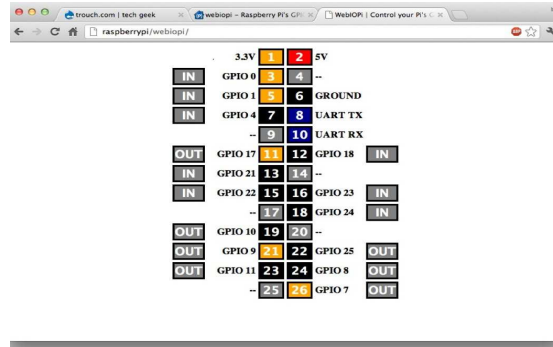 trouch.com | tech geek
webiopi - Raspberry Pi's GPI
WebIOPi | Control your Pi's G
raspberrypi/webiopi/
3.3V 1 2 5V
IN GPIO 0 3 4 --
IN GPIO 1 5 6 GROUND
IN GPIO 4 7 8 UART TX
-- 9 10 UART RX
OUT GPIO 17 11 12 GPIO 18 IN
IN GPIO 21 13 14 --
IN GPIO 22 15 16 GPIO 23 IN
-- 17 18 GPIO 24 IN
OUT GPIO 10 19 20 --
OUT GPIO 9 21 22 GPIO 25 OUT
OUT GPIO 11 23 24 GPIO 8 OUT
-- 25 26 GPIO 7 OUT